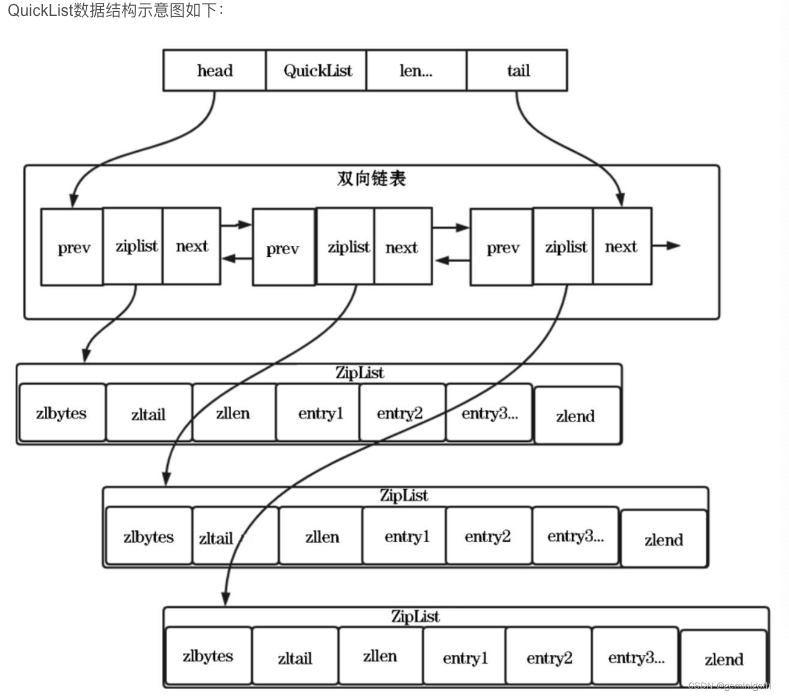 QuickList数据结构示意图如下：
head QuickList len... tail
双向链表
prev ziplist next prev ziplist next prev ziplist next
ZipList
zlbytes zltail zllen entry1 entry2 entry3... zlend
ZipList
zlbytes zltail zllen entry1 entry2 entry3... zlend
ZipList
zlbytes zltail zllen entry1 entry2 entry3... zlend